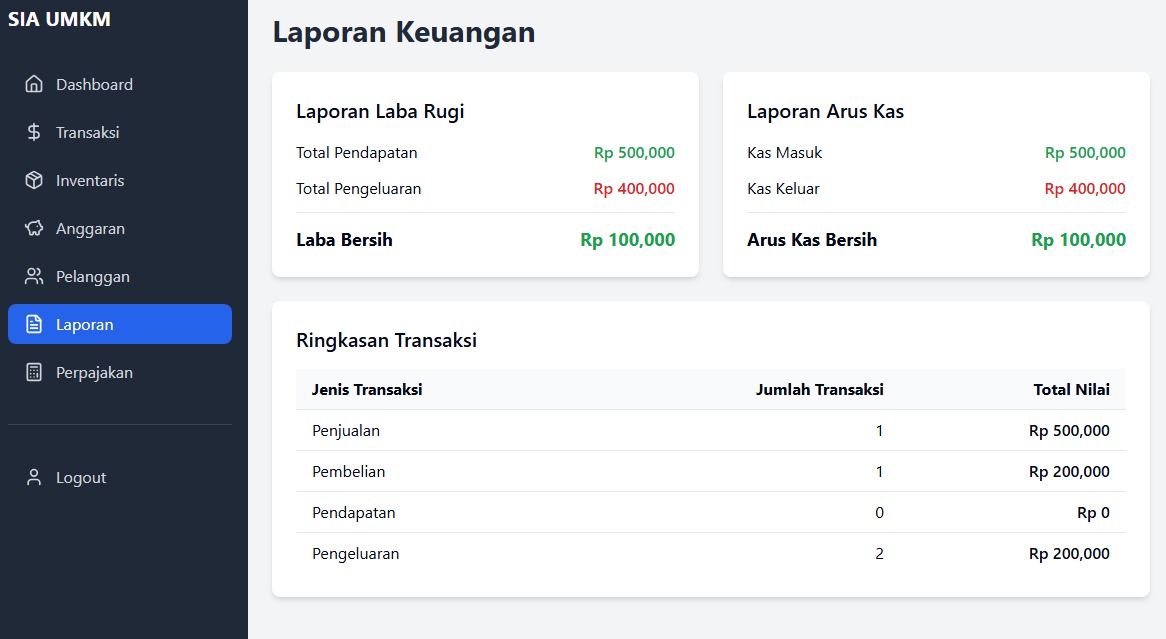 SIA UMKM
Dashboard
Transaksi
Inventaris
Anggaran
Pelanggan
Laporan
Perpajakan
Logout
Laporan Keuangan
Laporan Laba Rugi
Total Pendapatan Rp 500,000
Total Pengeluaran Rp 400,000
Laba Bersih Rp 100,000
Laporan Arus Kas
Kas Masuk Rp 500,000
Kas Keluar Rp 400,000
Arus Kas Bersih Rp 100,000
Ringkasan Transaksi
Jenis Transaksi Jumlah Transaksi Total Nilai
Penjualan 1 Rp 500,000
Pembelian 1 Rp 200,000
Pendapatan 0 Rp 0
Pengeluaran 2 Rp 200,000